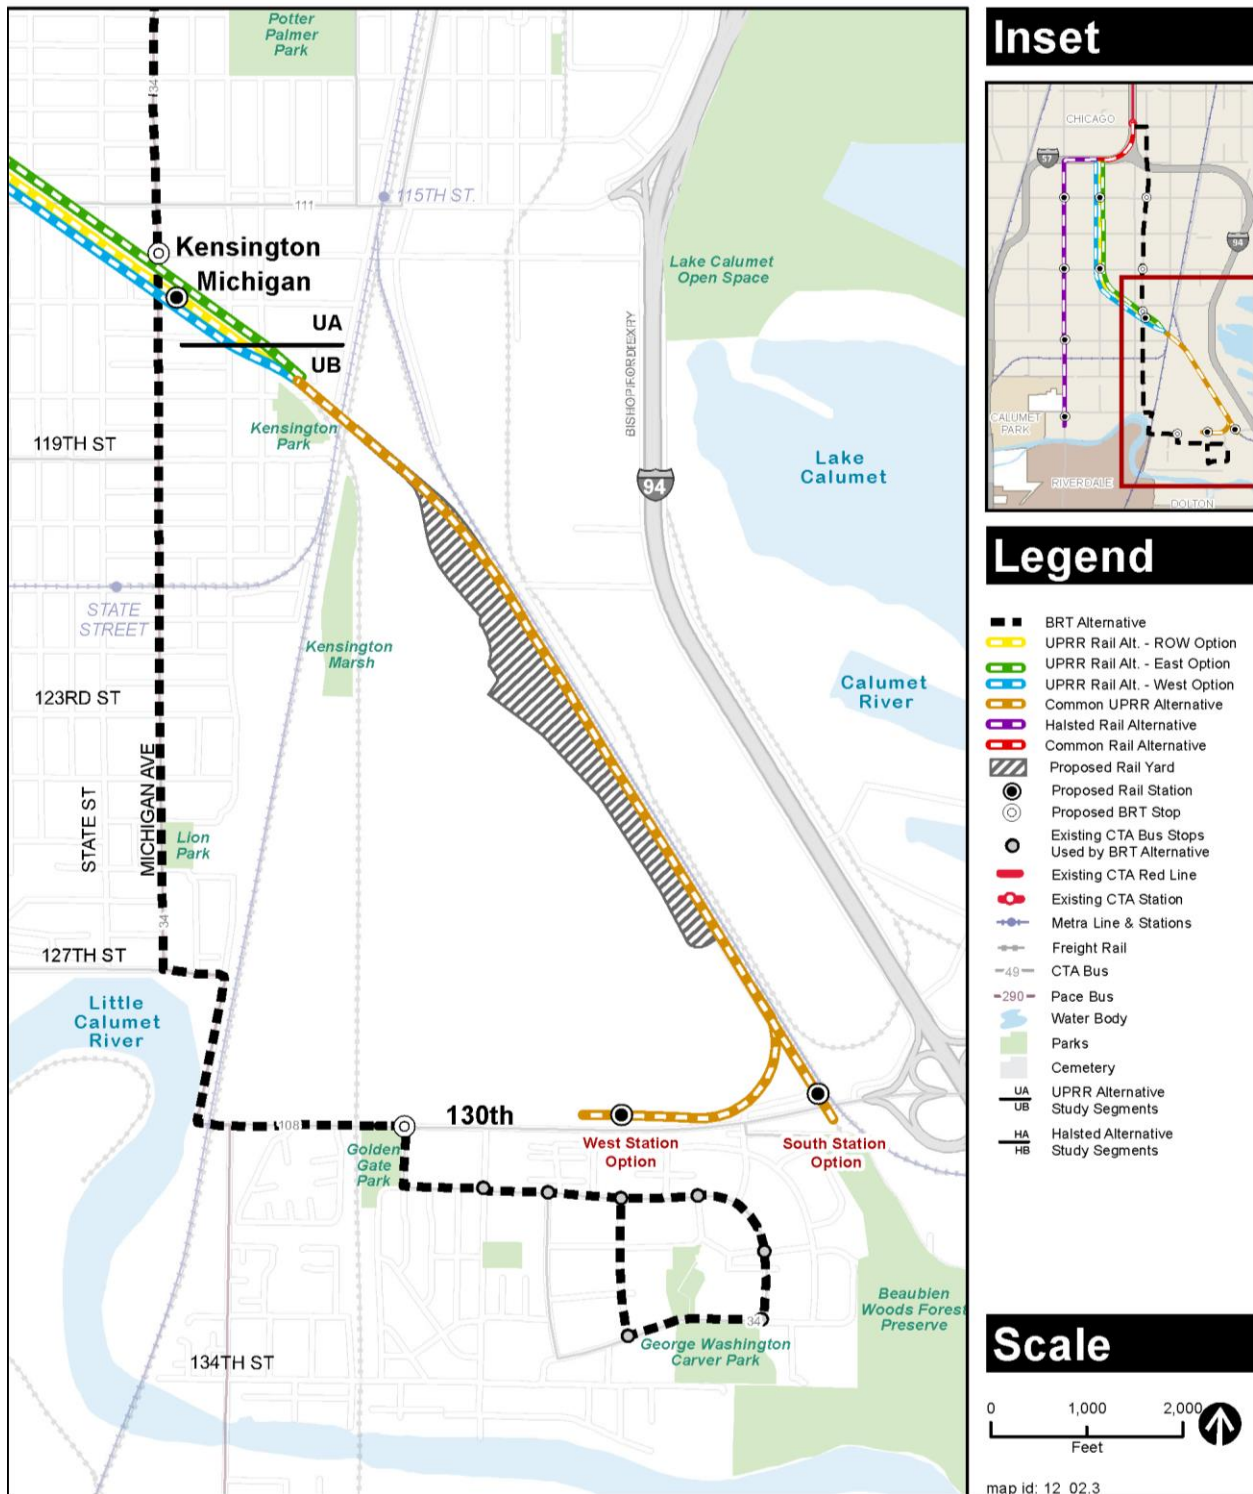 Potter
Palmer
Park
34
115TH ST.
111
Kensington
Michigan
UA
UB
Lake Calumet
Open Space
94
Kensington
Park
119TH ST
Lake
Calumet
STATE
STREET
Kensington
Marsh
Calumet
River
123RD ST
STATE ST
MICHIGAN AVE
Lion
Park
34
127TH ST
Little
Calumet
River
108
130th
Golden
Gate
Park
West Station
Option
South Station
Option
Beaubien
Woods Forest
Preserve
34
George Washington
Carver Park
134TH ST
Inset
CHICAGO
57
94
CALUMET
PARK
RIVERDALE
DOLTON
Legend
BRT Alternative
UPRR Rail Alt. - ROW Option
UPRR Rail Alt. - East Option
UPRR Rail Alt. - West Option
Common UPRR Alternative
Halsted Rail Alternative
Common Rail Alternative
Proposed Rail Yard
Proposed Rail Station
Proposed BRT Stop
Existing CTA Bus Stops
Used by BRT Alternative
Existing CTA Red Line
Existing CTA Station
Metra Line & Stations
Freight Rail
49 CTA Bus
290 Pace Bus
Water Body
Parks
Cemetery
UA UPRR Alternative
UB Study Segments
HA Halsted Alternative
HB Study Segments
Scale
0 1,000 2,000
Feet
map id: 12_02.3